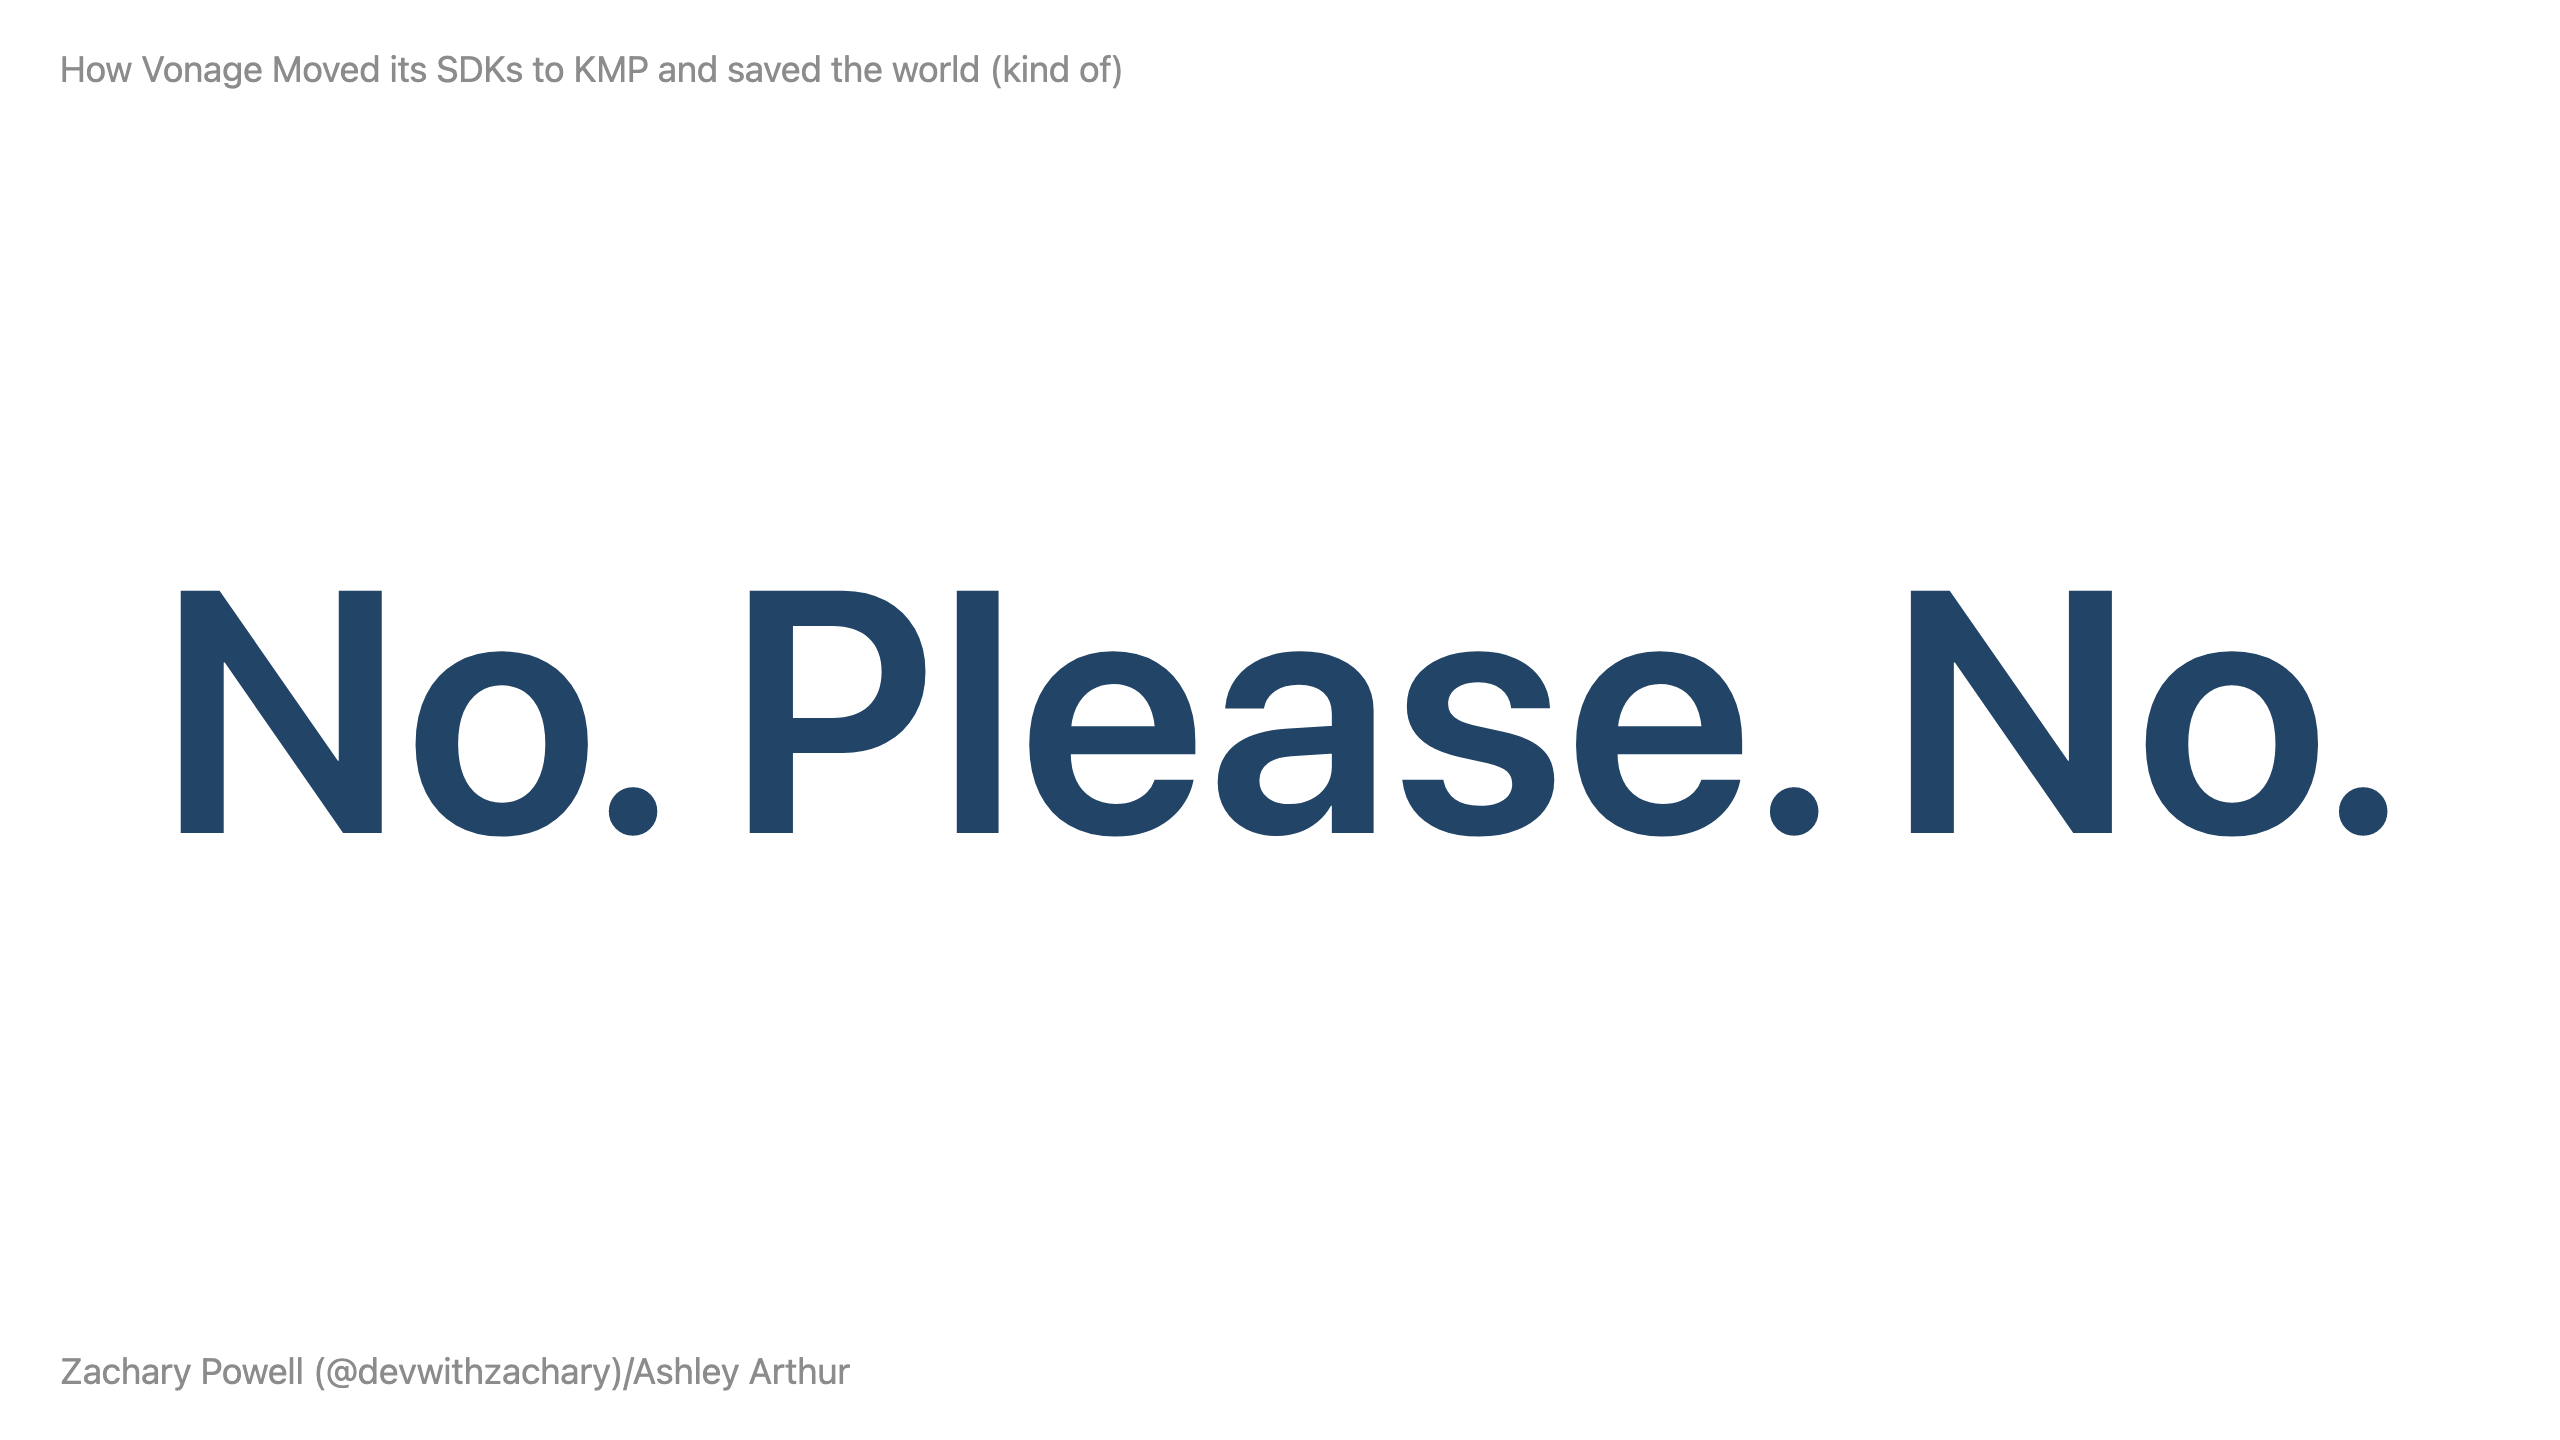 How Vonage Moved its SDKs to KMP and saved the world (kind of)
No. Please. No.
Zachary Powell (@devwithzachary)/Ashley Arthur